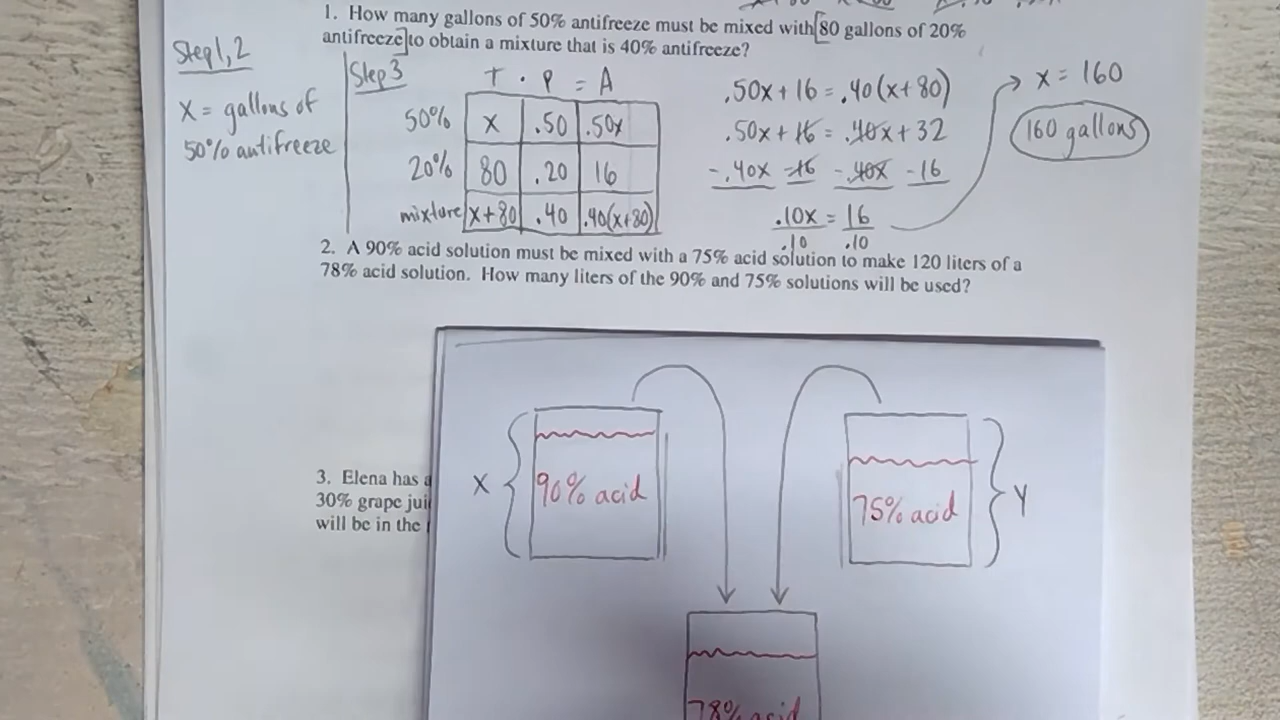 1. How many gallons of 50% antifreeze must be mixed with [80 gallons of 20%
antifreeze] to obtain a mixture that is 40% antifreeze?
Step 1, 2
X = gallons of
50% antifreeze
Step 3
T · P = A
50% x .50 .50x
20% 80 .20 16
mixture x+80 .40 .40(x+80)
.50x + 16 = .40(x+80)
.50x + 16 = .40x + 32
-.40x -16 -.40x -16
.10x = 16
.10 .10
x = 160
160 gallons
2. A 90% acid solution must be mixed with a 75% acid solution to make 120 liters of a
78% acid solution. How many liters of the 90% and 75% solutions will be used?
3. Elena has
30% grape
will be in the
X
90% acid
75% acid
Y
78% acid